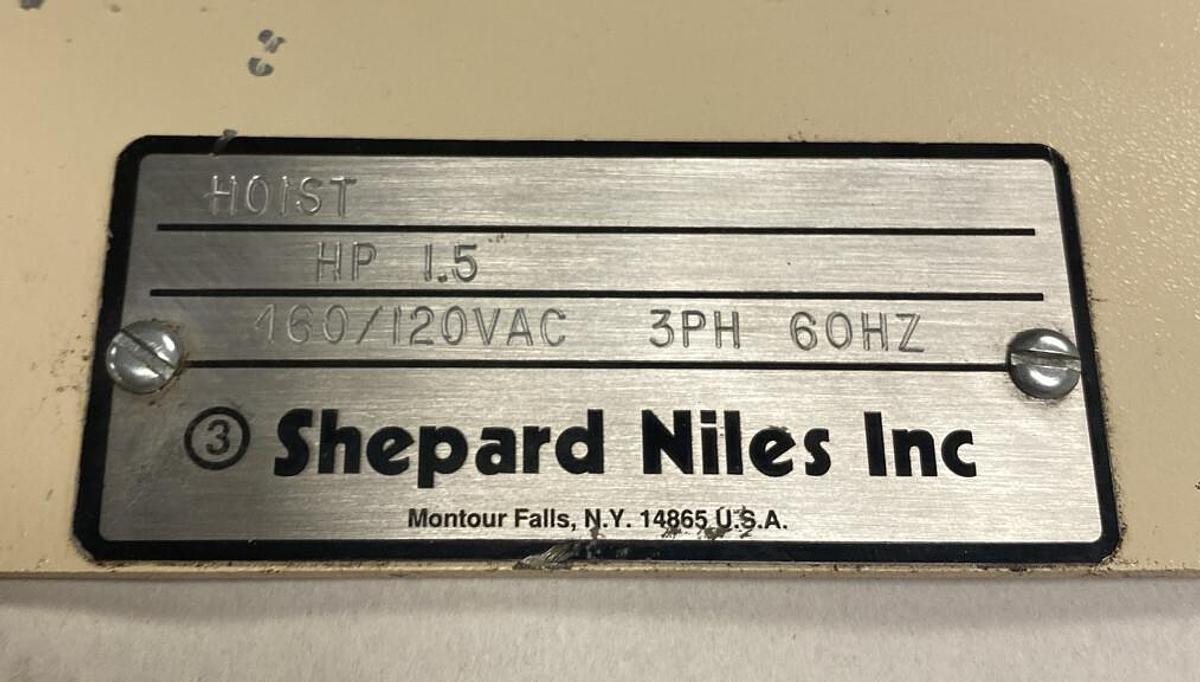 HOIST
HP 1.5
460/120VAC 3PH 60HZ
3 Shepard Niles Inc
Montour Falls, N.Y. 14865 U.S.A.